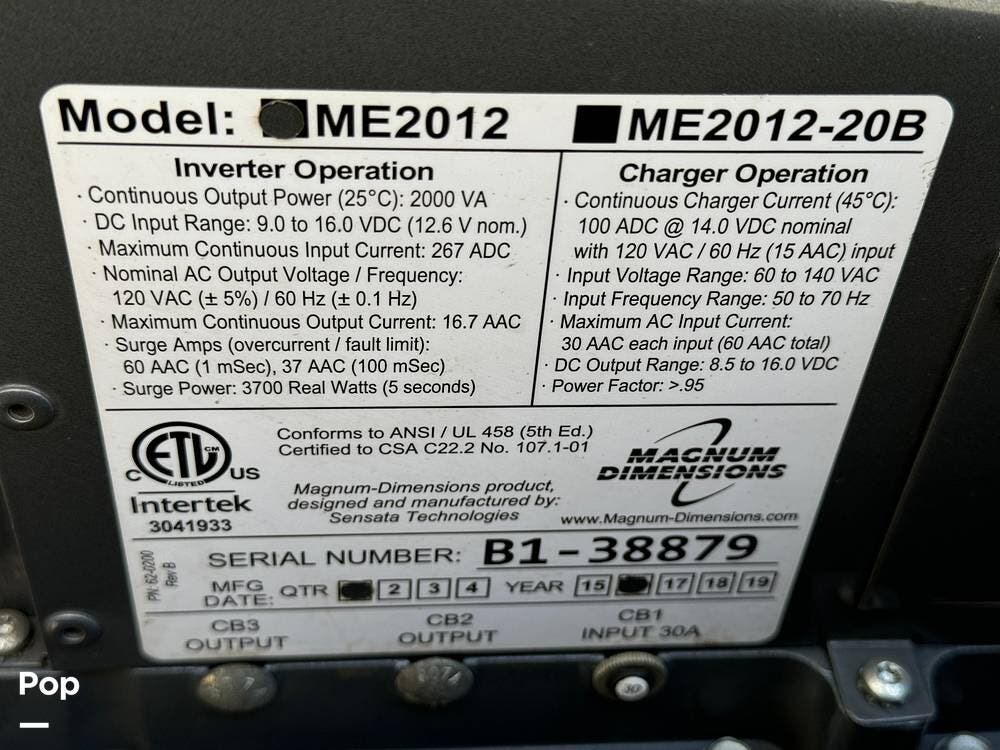 Model: ME2012 ME2012-20B
Inverter Operation
· Continuous Output Power (25°C): 2000 VA
· DC Input Range: 9.0 to 16.0 VDC (12.6 V nom.)
· Maximum Continuous Input Current: 267 ADC
· Nominal AC Output Voltage / Frequency:
120 VAC (± 5%) / 60 Hz (± 0.1 Hz)
· Maximum Continuous Output Current: 16.7 AAC
· Surge Amps (overcurrent / fault limit):
60 AAC (1 mSec), 37 AAC (100 mSec)
· Surge Power: 3700 Real Watts (5 seconds)
Charger Operation
· Continuous Charger Current (45°C):
100 ADC @ 14.0 VDC nominal
with 120 VAC / 60 Hz (15 AAC) input
· Input Voltage Range: 60 to 140 VAC
· Input Frequency Range: 50 to 70 Hz
· Maximum AC Input Current:
30 AAC each input (60 AAC total)
· DC Output Range: 8.5 to 16.0 VDC
· Power Factor: >.95
ETL CM
LISTED
C US
Intertek
3041933
Conforms to ANSI / UL 458 (5th Ed.)
Certified to CSA C22.2 No. 107.1-01
Magnum-Dimensions product,
designed and manufactured by:
Sensata Technologies
MAGNUM
DIMENSIONS
www.Magnum-Dimensions.com
PN: 62-0200
Rev B
SERIAL NUMBER: B1-38879
MFG
DATE: QTR 2 3 4 YEAR 15 17 18 19
CB3
OUTPUT
CB2
OUTPUT
CB1
INPUT 30A
30
Pop